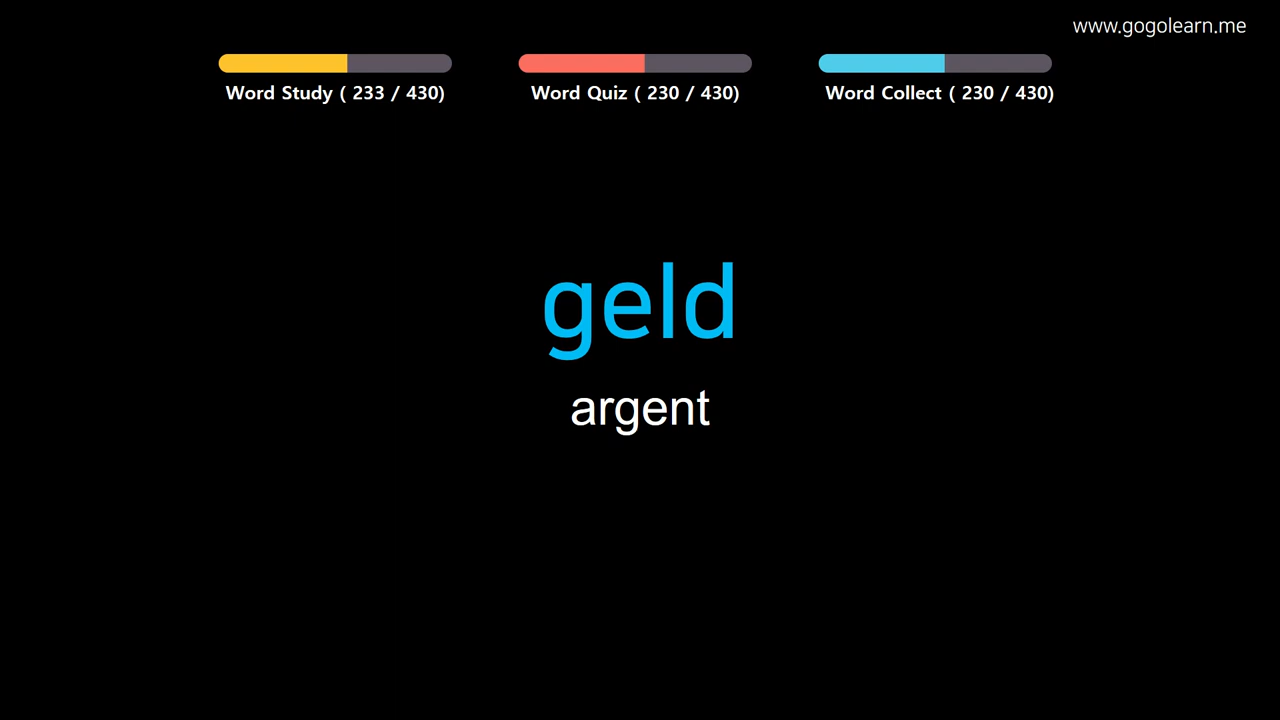 www.gogolearn.me
Word Study ( 233 / 430)
Word Quiz ( 230 / 430)
Word Collect ( 230 / 430)
geld
argent